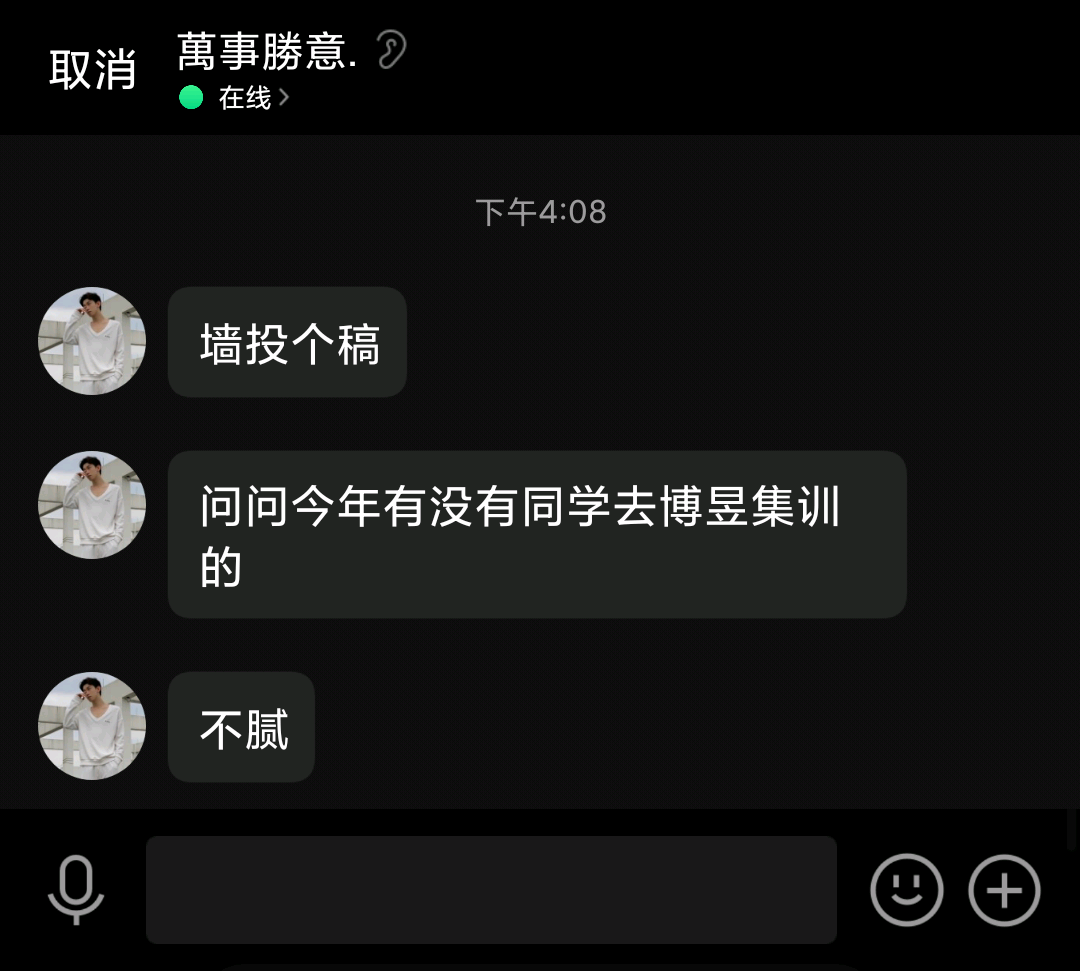 取消
萬事勝意.
在线
下午4:08
墙投个稿
问问今年有没有同学去博昱集训
的
不腻